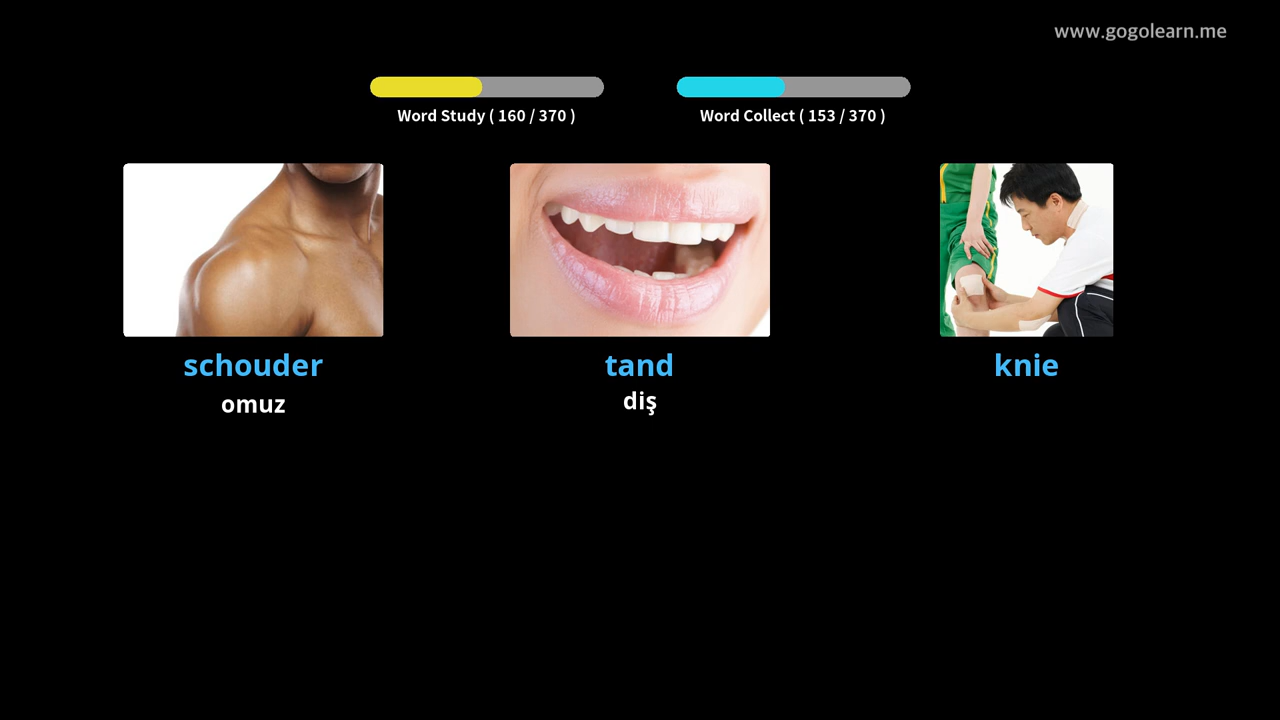 www.gogolearn.me
Word Study ( 160 / 370 )
Word Collect ( 153 / 370 )
schouder
omuz
tand
diş
knie